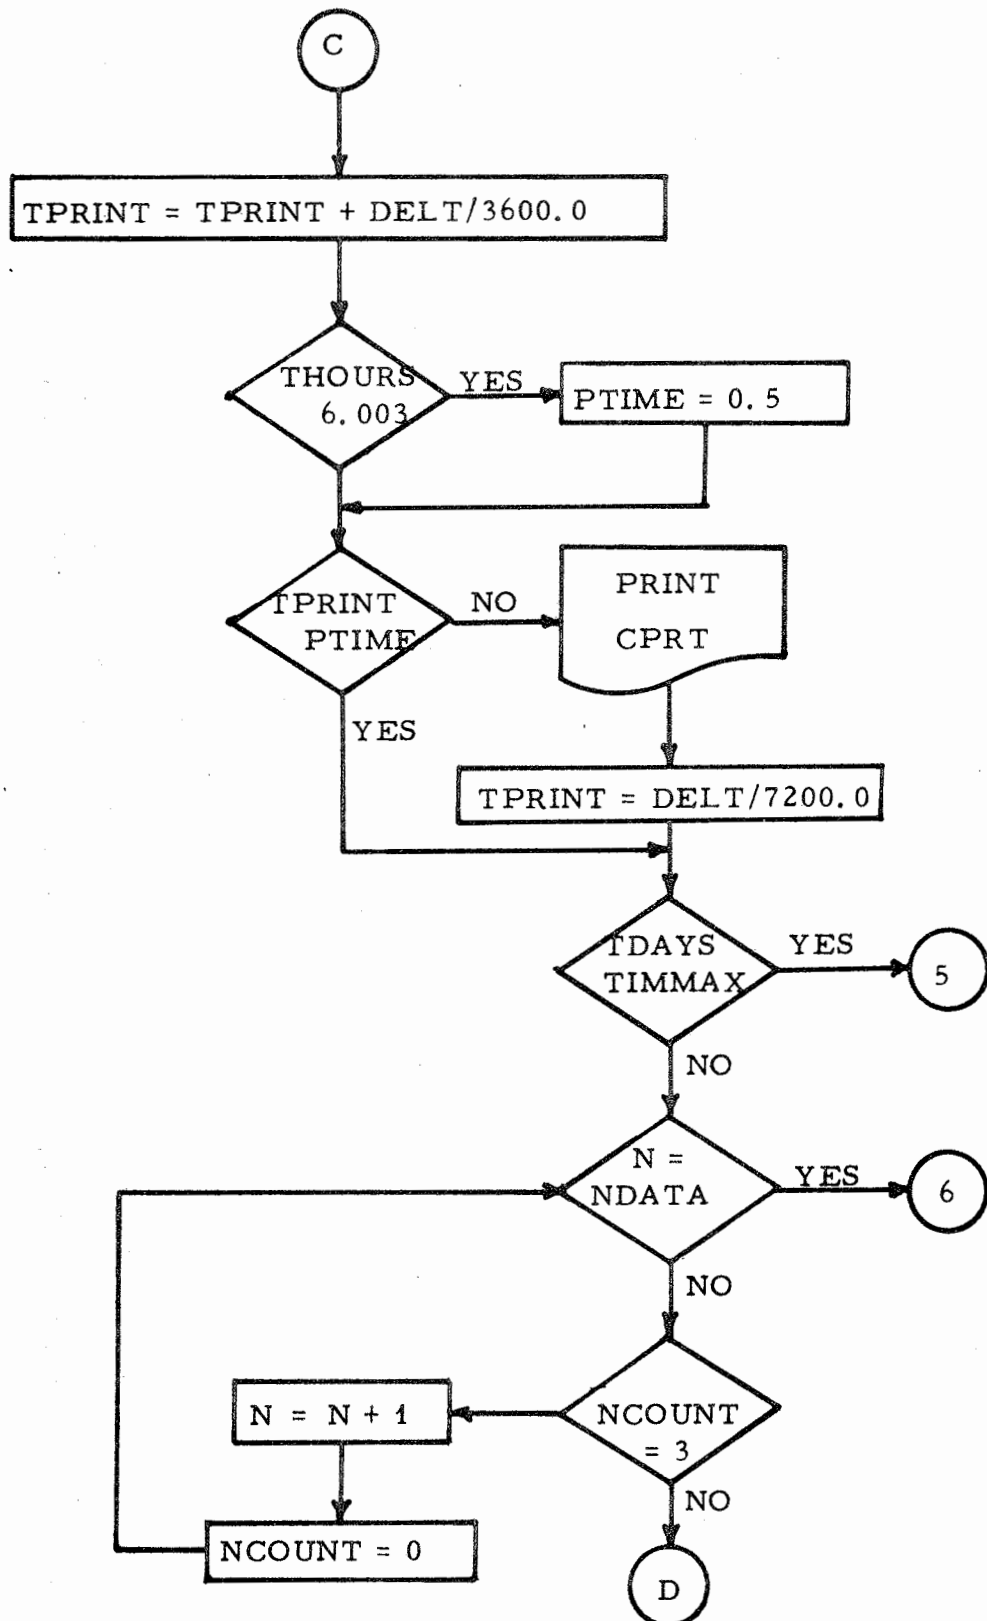 C
TPRINT = TPRINT + DELT/3600.0
THOURS
6.003
YES
PTIME = 0.5
TPRINT
PTIME
NO
PRINT
CPRT
YES
TPRINT = DELT/7200.0
TDAYS
TIMMAX
YES
5
NO
N =
NDATA
YES
6
NO
NCOUNT
= 3
N = N + 1
NO
NCOUNT = 0
D